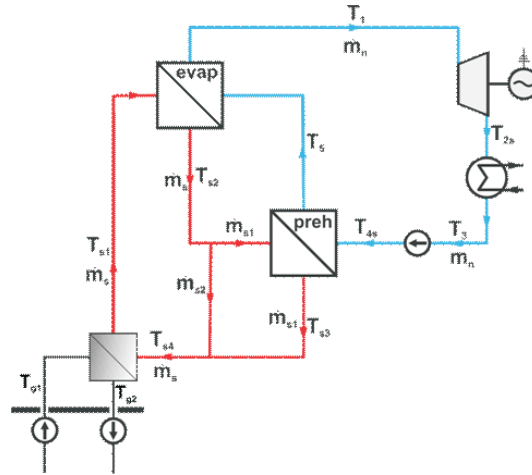 T1
ṁn
evap
T2s
T5
ṁs
Ts2
ṁs1
preh
T4s
T3
ṁn
Ts1
ṁs
ṁs2
ṁs1
Ts3
Ts4
ṁs
Tg1
Tg2